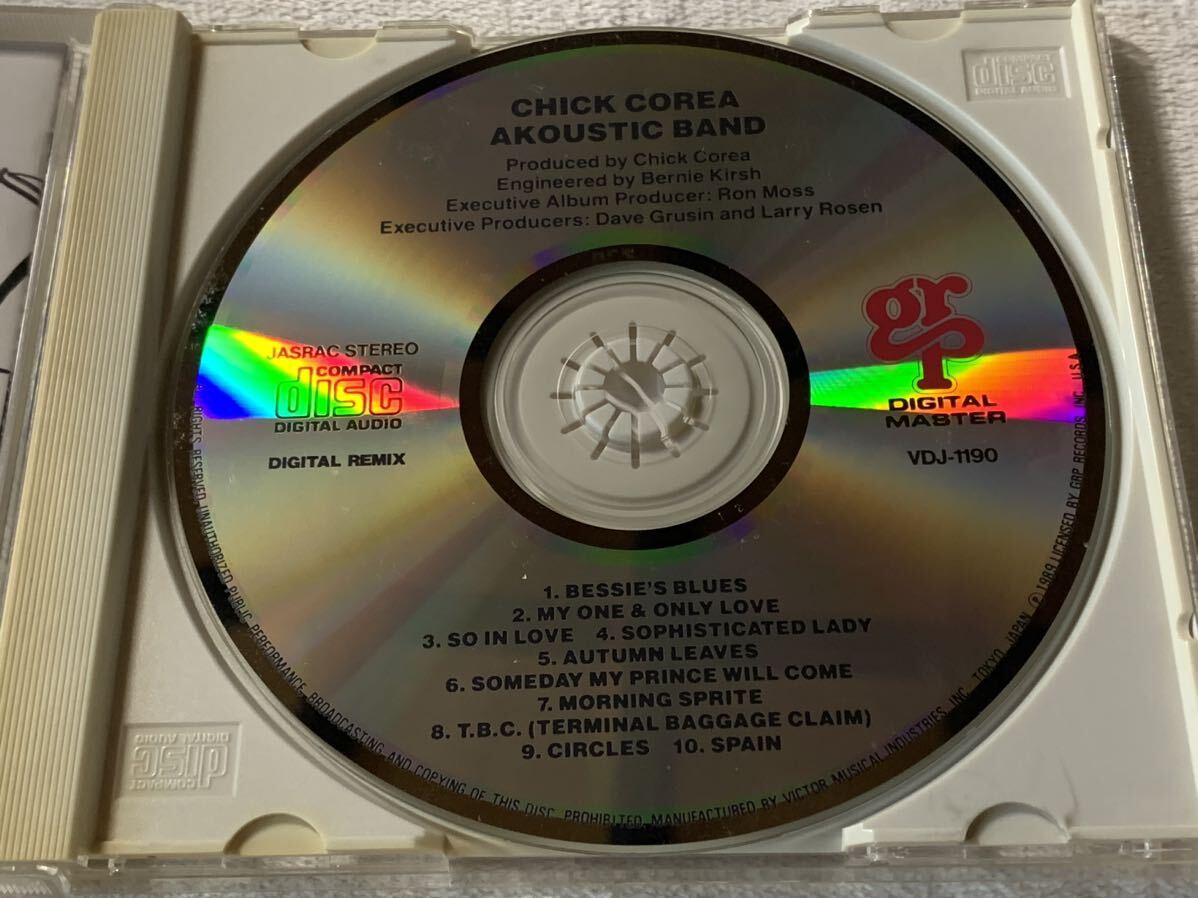 CHICK COREA
AKOUSTIC BAND
Produced by Chick Corea
Engineered by Bernie Kirsh
Executive Album Producer: Ron Moss
Executive Producers: Dave Grusin and Larry Rosen
JASRAC STEREO
COMPACT
disc
DIGITAL AUDIO
DIGITAL REMIX
grp
DIGITAL
MASTER
VDJ-1190
1. BESSIE'S BLUES
2. MY ONE & ONLY LOVE
3. SO IN LOVE 4. SOPHISTICATED LADY
5. AUTUMN LEAVES
6. SOMEDAY MY PRINCE WILL COME
7. MORNING SPRITE
8. T.B.C. (TERMINAL BAGGAGE CLAIM)
9. CIRCLES 10. SPAIN
RIGHTS RESERVED. UNAUTHORIZED PUBLIC PERFORMANCE, BROADCASTING AND COPYING OF THIS DISC PROHIBITED. MANUFACTURED BY VICTOR MUSICAL INDUSTRIES, INC. TOKYO, JAPAN ℗1989 LICENSED BY GRP RECORDS, INC. U.S.A.
COMPACT
disc
DIGITAL AUDIO
COMPACT
disc
DIGITAL AUDIO